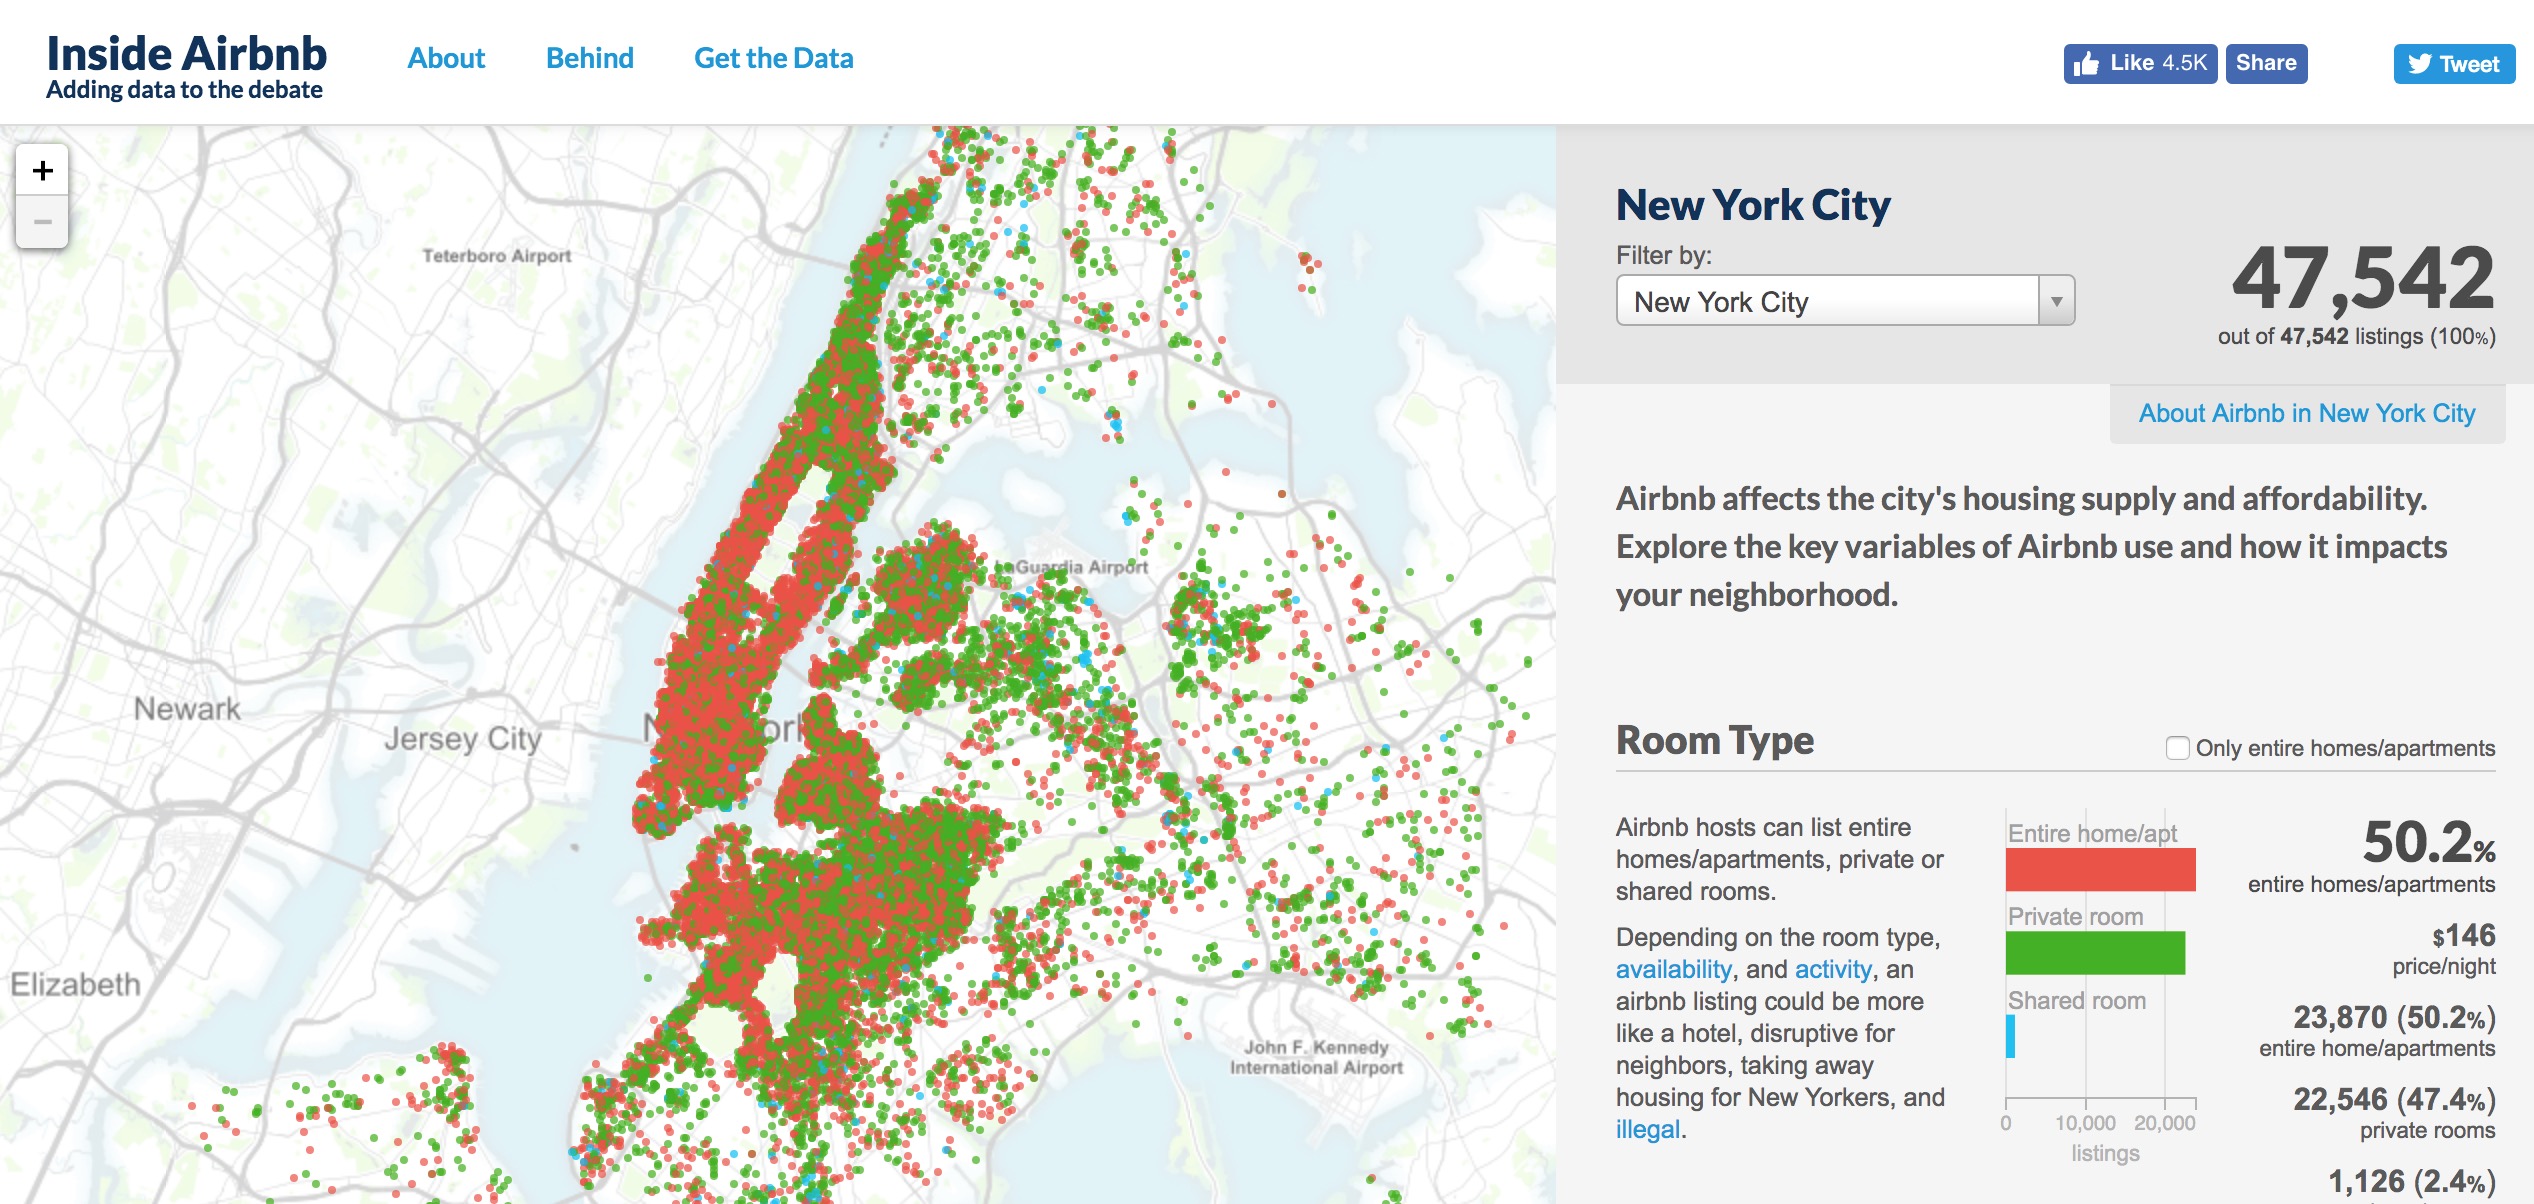 Inside Airbnb
Adding data to the debate
About
Behind
Get the Data
Like 4.5K
Share
Tweet
+
−
Teterboro Airport
Guardia Airport
Newark
Jersey City
Elizabeth
John F. Kennedy
International Airport
New York City
Filter by:
New York City
47,542
out of 47,542 listings (100%)
About Airbnb in New York City
Airbnb affects the city's housing supply and affordability.
Explore the key variables of Airbnb use and how it impacts
your neighborhood.
Room Type
Only entire homes/apartments
Airbnb hosts can list entire
homes/apartments, private or
shared rooms.
Depending on the room type,
availability, and activity, an
airbnb listing could be more
like a hotel, disruptive for
neighbors, taking away
housing for New Yorkers, and
illegal.
Entire home/apt
Private room
Shared room
0 10,000 20,000
listings
50.2%
entire homes/apartments
$146
price/night
23,870 (50.2%)
entire home/apartments
22,546 (47.4%)
private rooms
1,126 (2.4%)